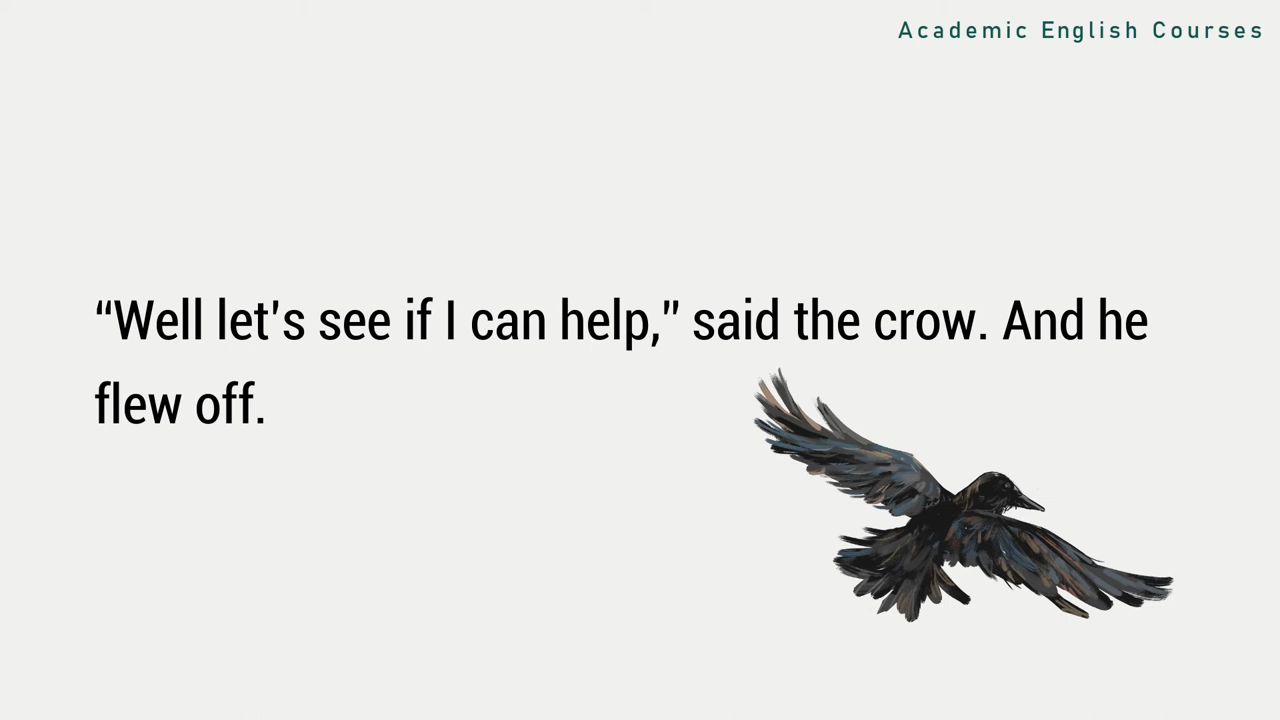 Academic English Courses
“Well let’s see if I can help,” said the crow. And he
flew off.